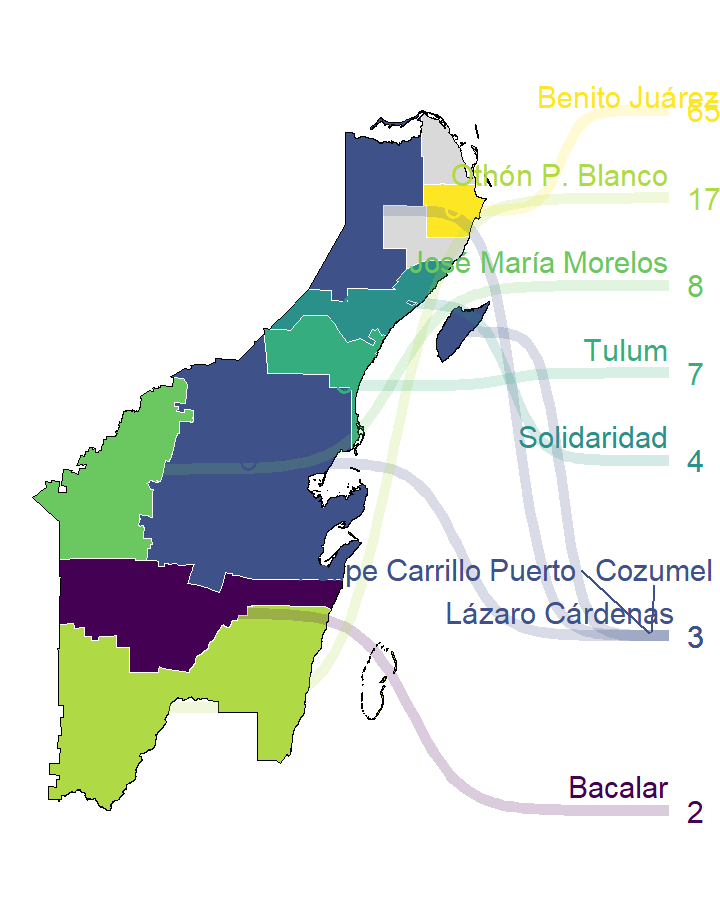 Benito Juárez
65
Othón P. Blanco
17
José María Morelos
8
Tulum
7
Solidaridad
4
pe Carrillo Puerto
Cozumel
Lázaro Cárdenas
3
Bacalar
2